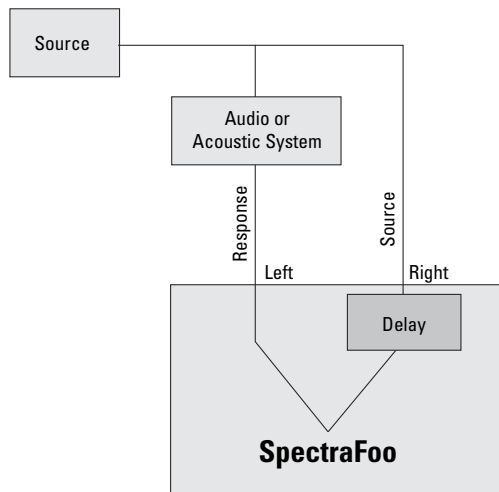 Source
Audio or
Acoustic System
Response
Source
Left
Right
Delay
SpectraFoo